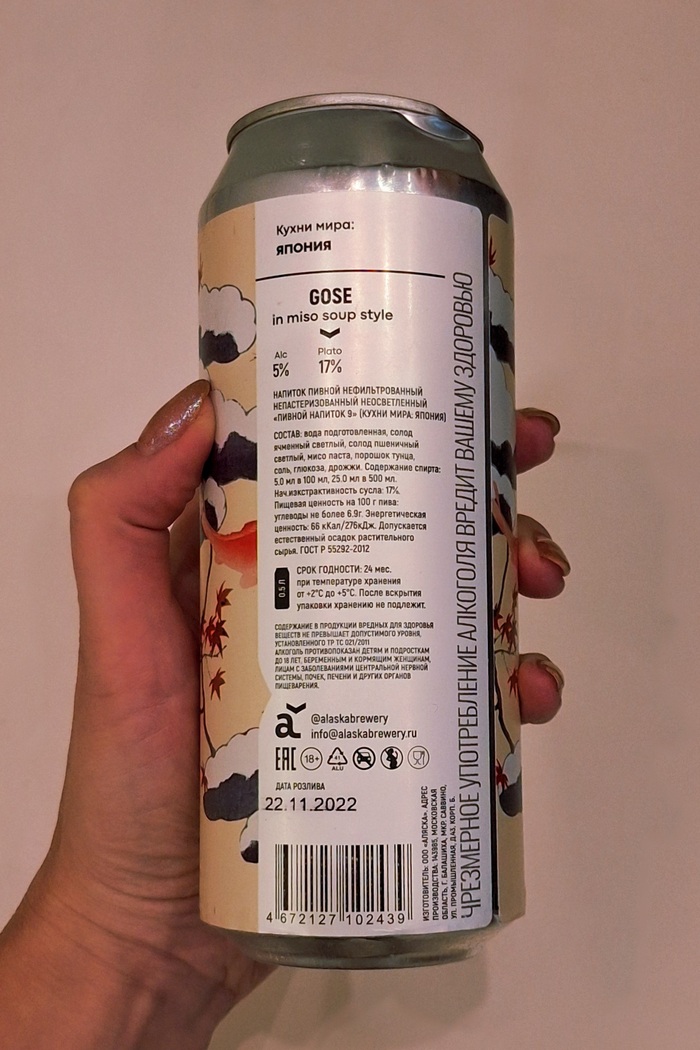 Кухни мира:
ЯПОНИЯ
GOSE
in miso soup style
Alc
5%
Plato
17%
НАПИТОК ПИВНОЙ НЕФИЛЬТРОВАННЫЙ
НЕПАСТЕРИЗОВАННЫЙ НЕОСВЕТЛЕННЫЙ
«ПИВНОЙ НАПИТОК 9» (КУХНИ МИРА: ЯПОНИЯ)
СОСТАВ: вода подготовленная, солод
ячменный светлый, солод пшеничный
светлый, мисо паста, порошок тунца,
соль, глюкоза, дрожжи. Содержание спирта:
5.0 мл в 100 мл, 25.0 мл в 500 мл.
Нач.икстрактивность сусла: 17%.
Пищевая ценность на 100 г пива:
углеводы не более 6.9г. Энергетическая
ценность: 66 кКал/276кДж. Допускается
естественный осадок растительного
сырья. ГОСТ Р 55292-2012
0.5 Л
СРОК ГОДНОСТИ: 24 мес.
при температуре хранения
от +2°С до +5°С. После вскрытия
упаковки хранению не подлежит.
СОДЕРЖАНИЕ В ПРОДУКЦИИ ВРЕДНЫХ ДЛЯ ЗДОРОВЬЯ
ВЕЩЕСТВ НЕ ПРЕВЫШАЕТ ДОПУСТИМОГО УРОВНЯ,
УСТАНОВЛЕННОГО ТР ТС 021/2011
АЛКОГОЛЬ ПРОТИВОПОКАЗАН ДЕТЯМ И ПОДРОСТКАМ
ДО 18 ЛЕТ, БЕРЕМЕННЫМ И КОРМЯЩИМ ЖЕНЩИНАМ,
ЛИЦАМ С ЗАБОЛЕВАНИЯМИ ЦЕНТРАЛЬНОЙ НЕРВНОЙ
СИСТЕМЫ, ПОЧЕК, ПЕЧЕНИ И ДРУГИХ ОРГАНОВ
ПИЩЕВАРЕНИЯ.
@alaskabrewery
info@alaskabrewery.ru
EAC
18+
41
ALU
ДАТА РОЗЛИВА
22.11.2022
4 672127 102439
ИЗГОТОВИТЕЛЬ: ООО «АЛЯСКА». АДРЕС
ПРОИЗВОДСТВА: 143985, МОСКОВСКАЯ
ОБЛАСТЬ, Г. БАЛАШИХА, МКР. САВВИНО,
УЛ. ПРОМЫШЛЕННАЯ, Д.43, КОРП. Б.
ЧРЕЗМЕРНОЕ УПОТРЕБЛЕНИЕ АЛКОГОЛЯ ВРЕДИТ ВАШЕМУ ЗДОРОВЬЮ